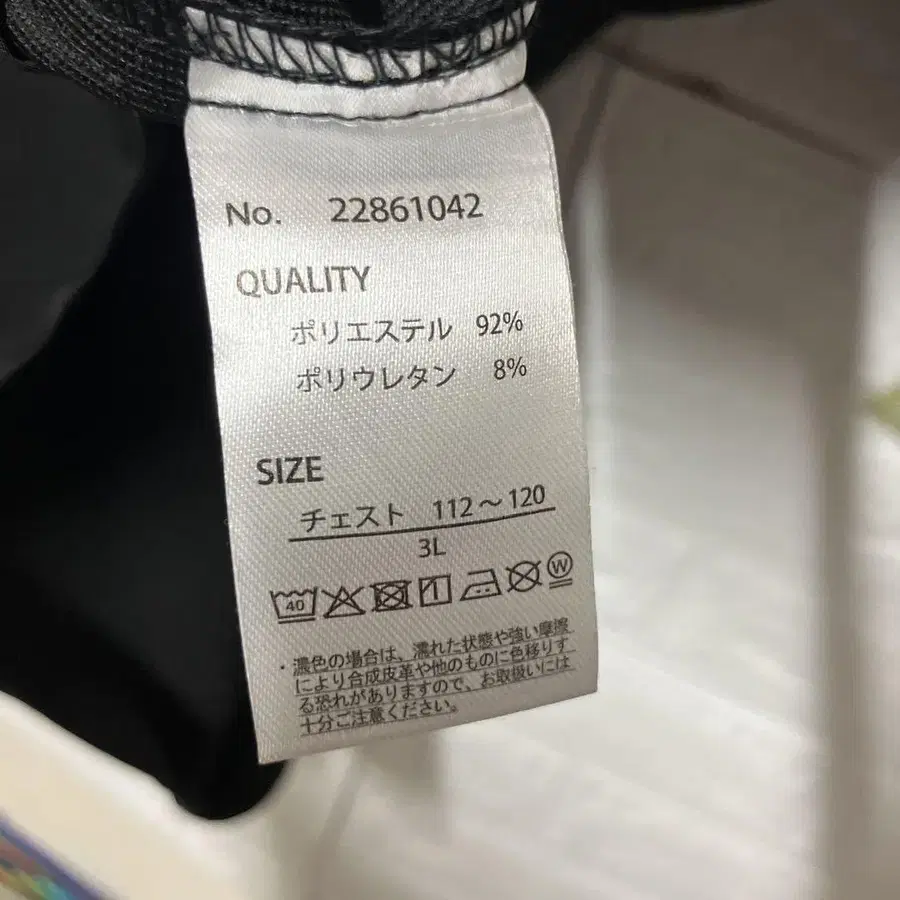 No. 22861042
QUALITY
ポリエステル 92%
ポリウレタン 8%
SIZE
チェスト 112～120
3L
40 W
・濃色の場合は、濡れた状態や強い摩擦
により合成皮革や他のものに色移りす
る恐れがありますので、お取扱いには
十分ご注意ください。